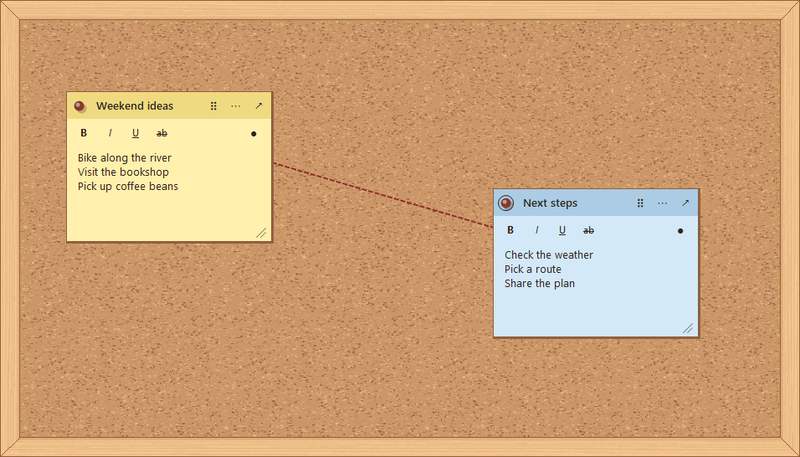 Weekend ideas
B I U ab
Bike along the river
Visit the bookshop
Pick up coffee beans
Next steps
B I U ab
Check the weather
Pick a route
Share the plan